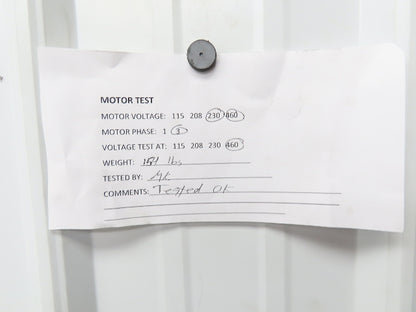 MOTOR TEST
MOTOR VOLTAGE: 115 208 230 460
MOTOR PHASE: 1 3
VOLTAGE TEST AT: 115 208 230 460
WEIGHT: lbs
TESTED BY:
COMMENTS: Tested OK